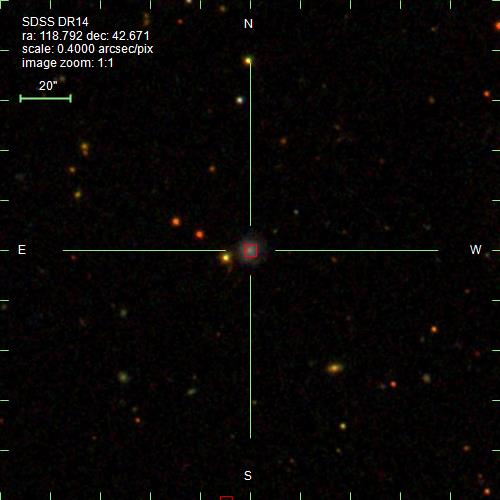 SDSS DR14
ra: 118.792 dec: 42.671
scale: 0.4000 arcsec/pix
image zoom: 1:1
20"
N
E
W
S